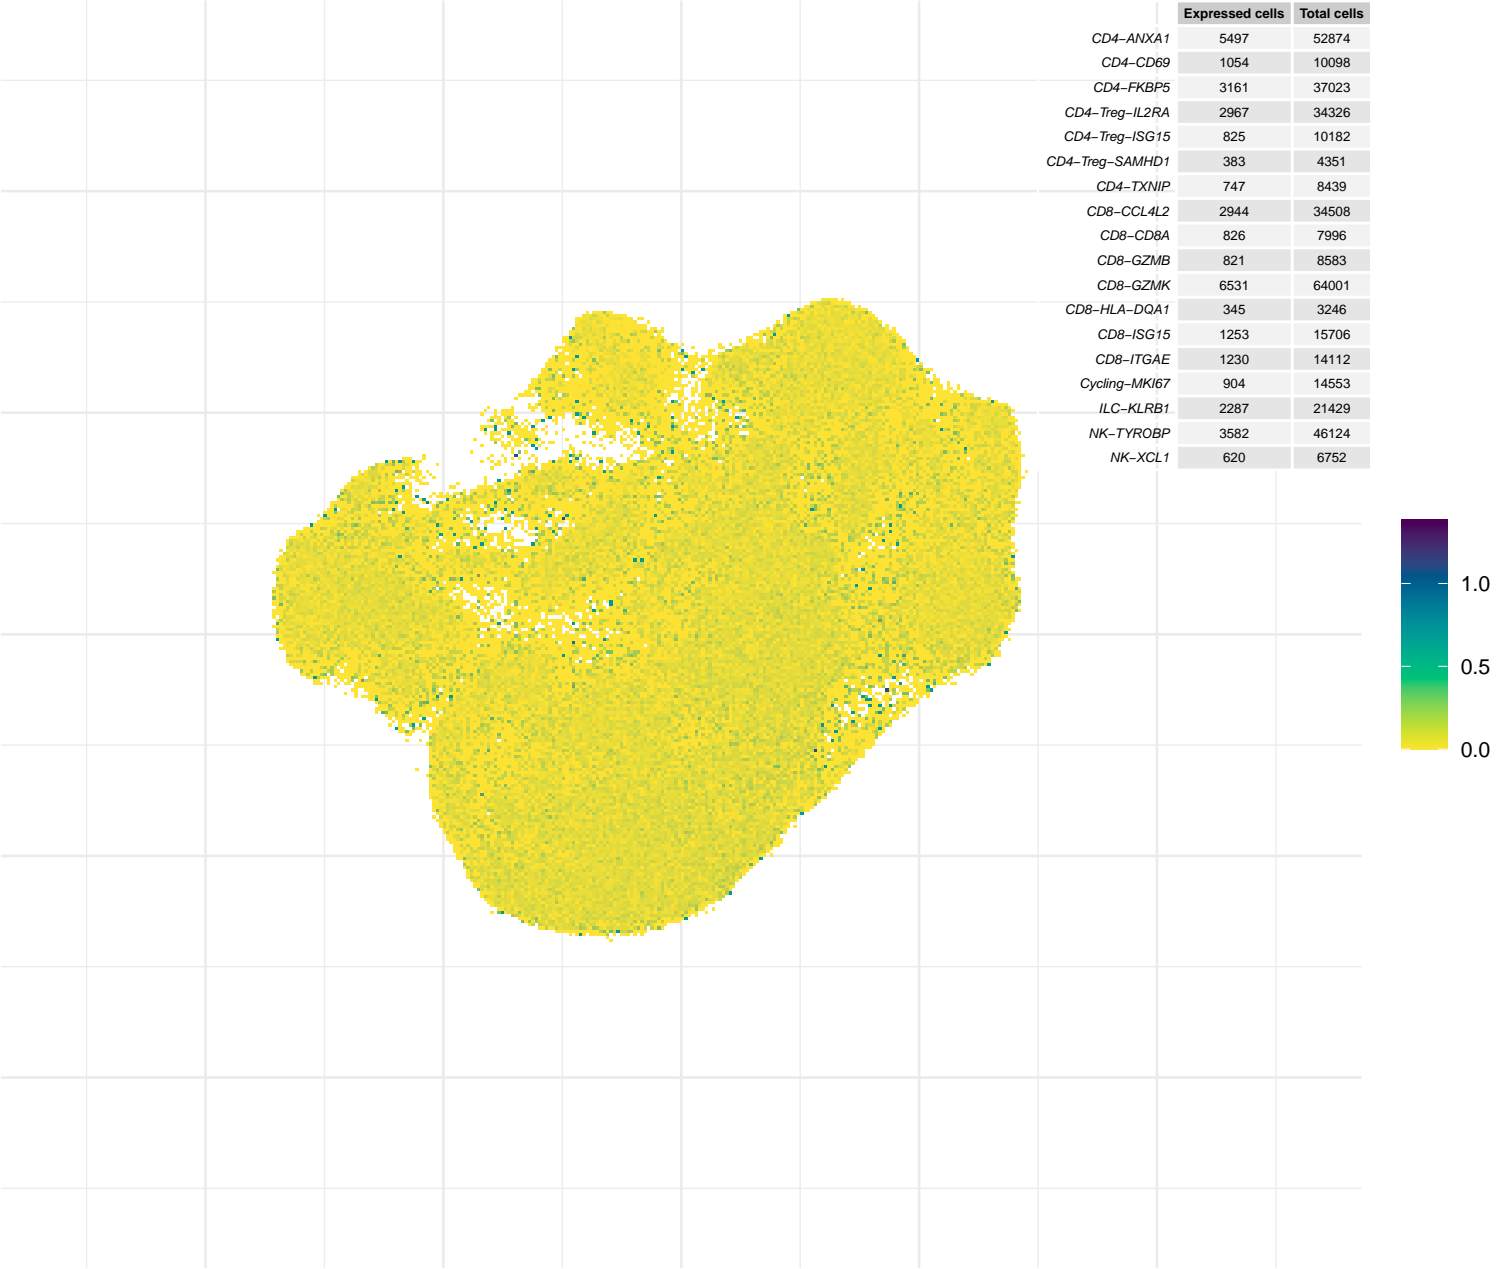 Expressed cells Total cells
CD4−ANXA1 5497 52874
CD4−CD69 1054 10098
CD4−FKBP5 3161 37023
CD4−Treg−IL2RA 2967 34326
CD4−Treg−ISG15 825 10182
CD4−Treg−SAMHD1 383 4351
CD4−TXNIP 747 8439
CD8−CCL4L2 2944 34508
CD8−CD8A 826 7996
CD8−GZMB 821 8583
CD8−GZMK 6531 64001
CD8−HLA−DQA1 345 3246
CD8−ISG15 1253 15706
CD8−ITGAE 1230 14112
Cycling−MKI67 904 14553
ILC−KLRB1 2287 21429
NK−TYROBP 3582 46124
NK−XCL1 620 6752
1.0
0.5
0.0